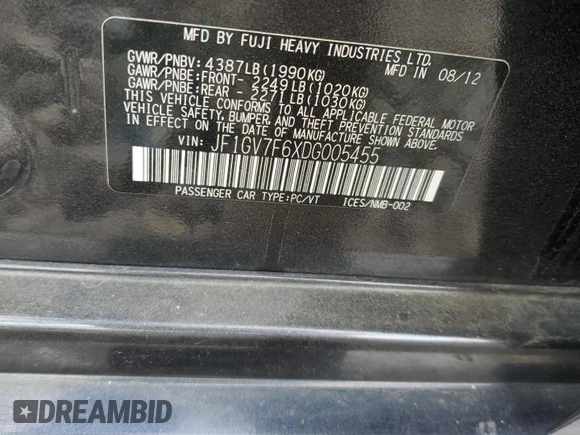 MFD BY FUJI HEAVY INDUSTRIES LTD.
GVWR/PNBV: 4387LB(1990KG) MFD IN 08/12
GAWR/PNBE:FRONT- 2249LB(1020KG)
GAWR/PNBE:REAR - 2271LB(1030KG)
THIS VEHICLE CONFORMS TO ALL APPLICABLE FEDERAL MOTOR
VEHICLE SAFETY, BUMPER AND THEFT PREVENTION STANDARDS
IN EFFECT ON THE DATE OF MANUFACTURE SHOWN ABOVE.
VIN: JF1GV7F6XDG005455
PASSENGER CAR TYPE:PC/VT ICES/NMB-002
DREAMBID